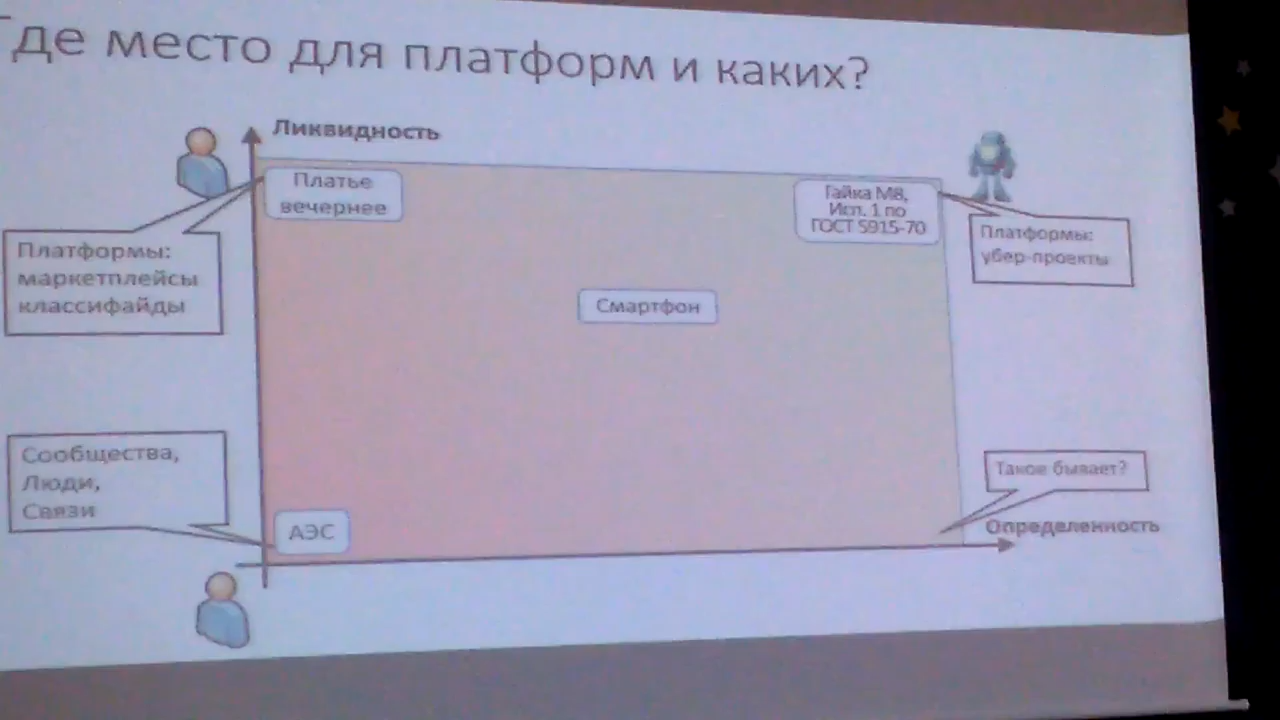 Где место для платформ и каких?
Ликвидность
Платье
вечернее
Гайка М8,
Исп. 1 по
ГОСТ 5915-70
Платформы:
маркетплейсы
классифайды
Платформы:
убер-проекты
Смартфон
Сообщества,
Люди,
Связи
Такое бывает?
АЭС
Определенность